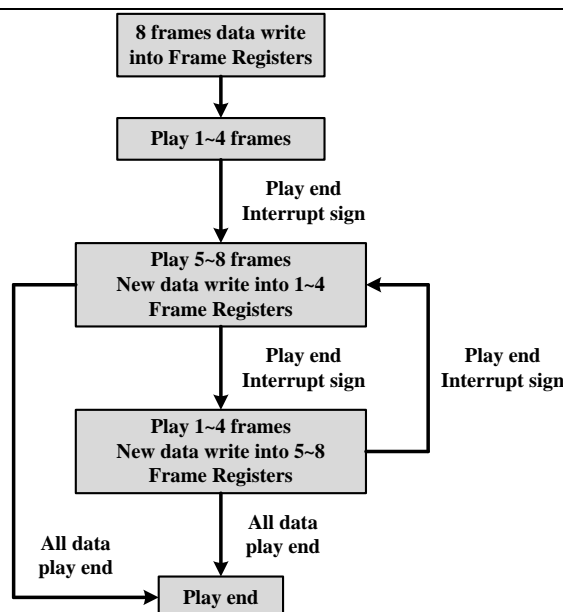 8 frames data write
into Frame Registers
Play 1~4 frames
Play end
Interrupt sign
Play 5~8 frames
New data write into 1~4
Frame Registers
Play end
Interrupt sign
Play end
Interrupt sign
Play 1~4 frames
New data write into 5~8
Frame Registers
All data
play end
All data
play end
Play end